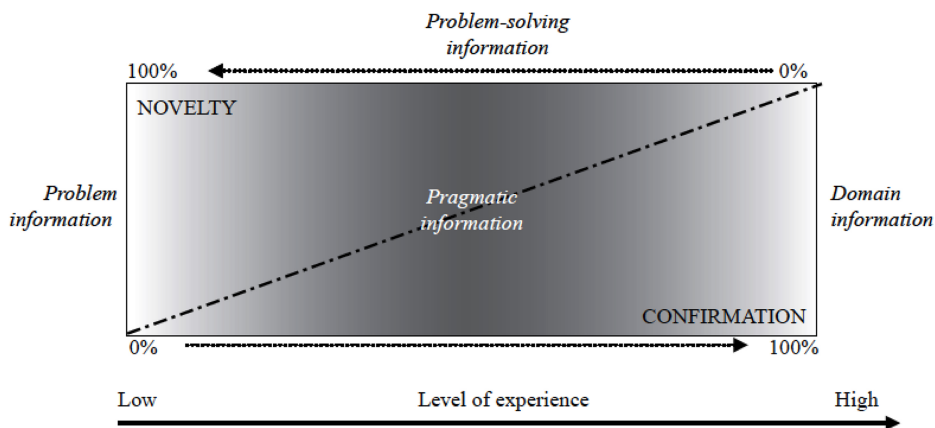 Problem-solving
information
100%
0%
NOVELTY
Problem
information
Pragmatic
information
Domain
information
CONFIRMATION
0%
100%
Low
Level of experience
High